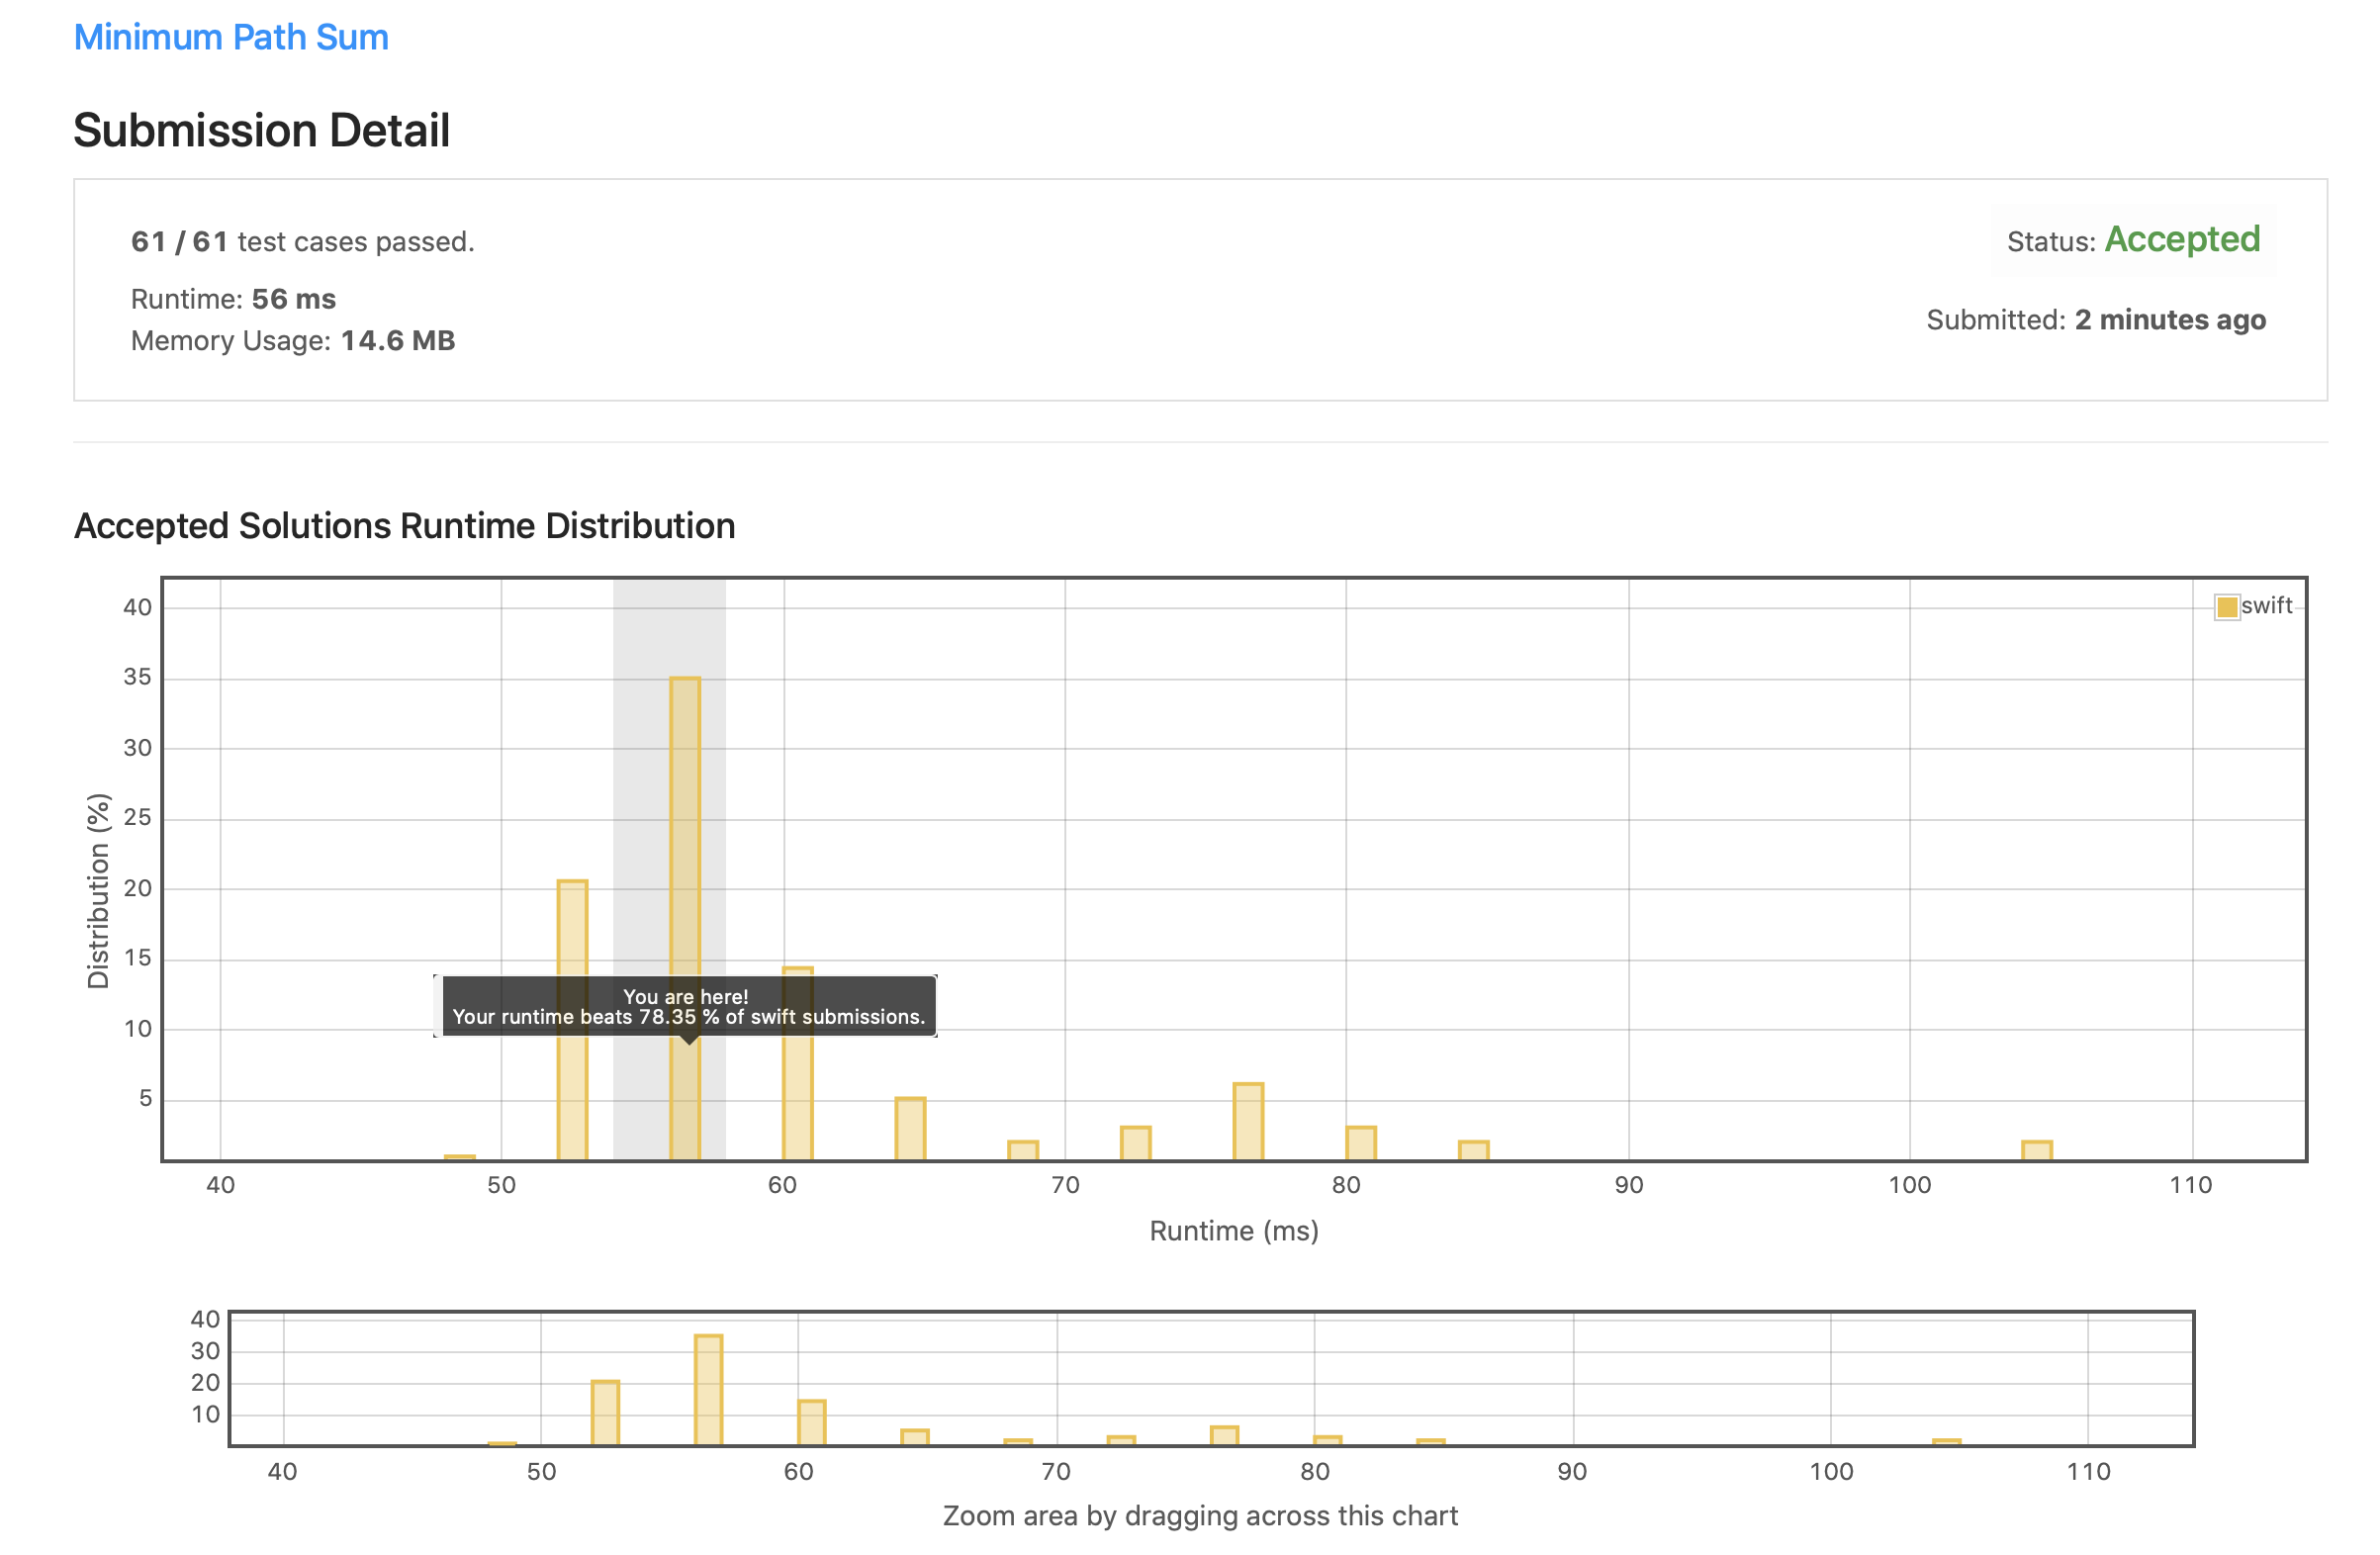 Minimum Path Sum
Submission Detail
61 / 61 test cases passed.
Status: Accepted
Runtime: 56 ms
Submitted: 2 minutes ago
Memory Usage: 14.6 MB
Accepted Solutions Runtime Distribution
swift
40
35
30
25
20
15
10
5
Distribution (%)
You are here!
Your runtime beats 78.35 % of swift submissions.
40 50 60 70 80 90 100 110
Runtime (ms)
40
30
20
10
40 50 60 70 80 90 100 110
Zoom area by dragging across this chart